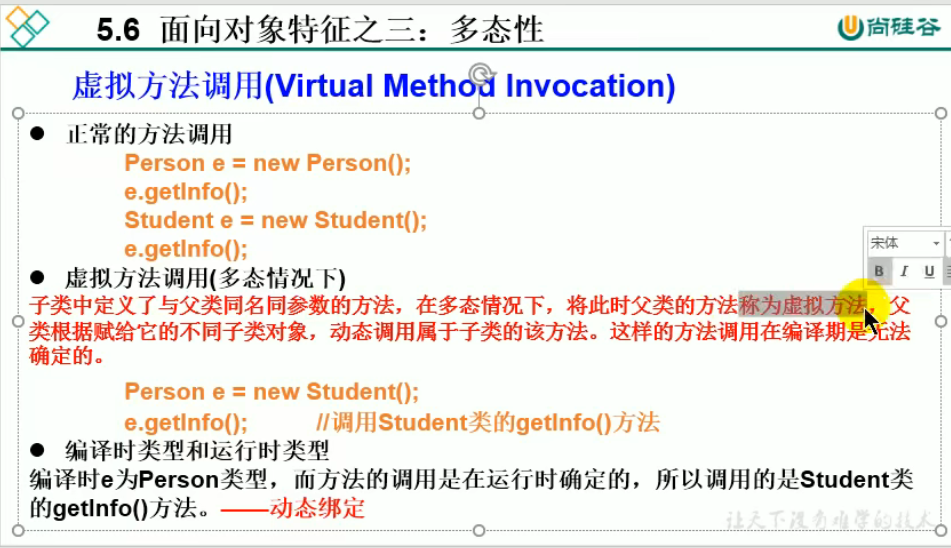 5.6 面向对象特征之三：多态性
尚硅谷
虚拟方法调用(Virtual Method Invocation)
● 正常的方法调用
Person e = new Person();
e.getInfo();
Student e = new Student();
e.getInfo();
宋体
B I U
● 虚拟方法调用(多态情况下)
子类中定义了与父类同名同参数的方法，在多态情况下，将此时父类的方法称为虚拟方法，父
类根据赋给它的不同子类对象，动态调用属于子类的该方法。这样的方法调用在编译期是无法
确定的。
Person e = new Student();
e.getInfo(); //调用Student类的getInfo()方法
● 编译时类型和运行时类型
编译时e为Person类型，而方法的调用是在运行时确定的，所以调用的是Student类
的getInfo()方法。——动态绑定
让天下没有难学的技术